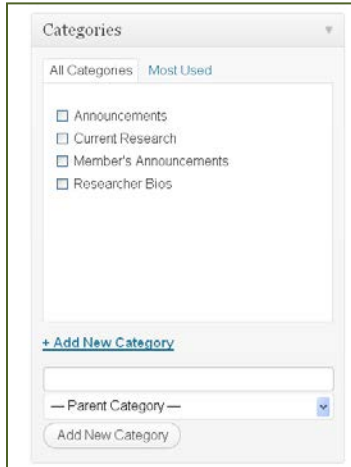 Categories
All Categories Most Used
Announcements
Current Research
Member's Announcements
Researcher Bios
+ Add New Category
— Parent Category —
Add New Category